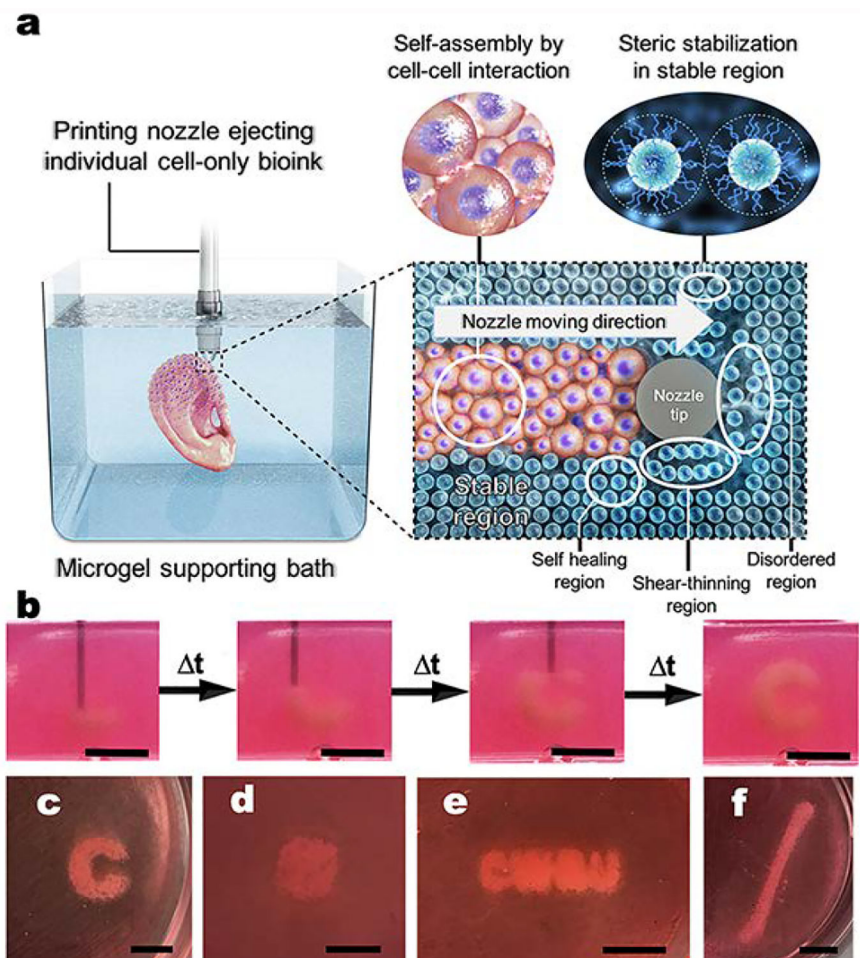 a
Self-assembly by
cell-cell interaction
Steric stabilization
in stable region
Printing nozzle ejecting
individual cell-only bioink
Nozzle moving direction
Nozzle
tip
Stable
region
Microgel supporting bath
Self healing
region
Shear-thinning
region
Disordered
region
b
Δt
Δt
Δt
c
d
e
f
C
C
CWRU